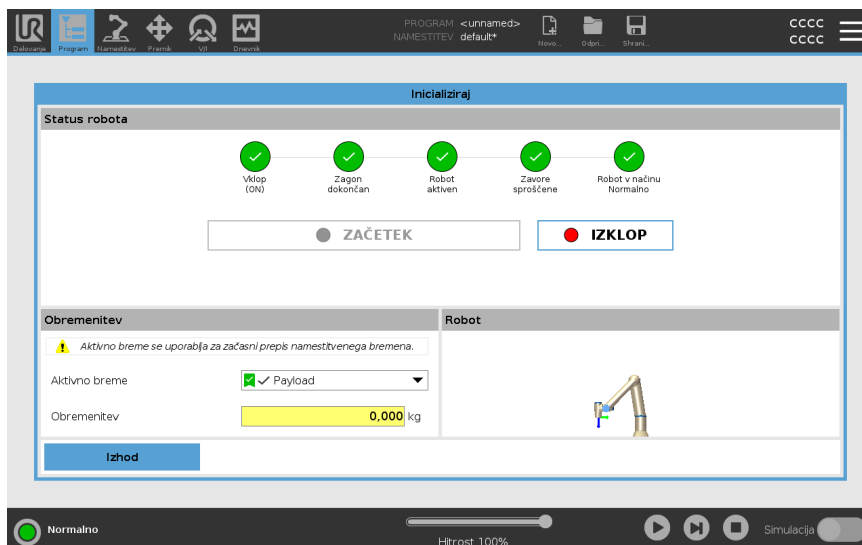 UR
PROGRAM <unnamed>
NAMESTITEV default*
CCCC
CCCC
Delovanje Program Namestitev Premik V/I Dnevnik Novo... Odpri... Shrani...
Inicializiraj
Status robota
Vklop
(ON)
Zagon
dokončan
Robot
aktiven
Zavore
sproščene
Robot v načinu
Normalno
ZAČETEK
IZKLOP
Obremenitev
Robot
Aktivno breme se uporablja za začasni prepis namestitvenega bremena.
Aktivno breme
Payload
Obremenitev
0,000 kg
Izhod
Normalno
Hitrost 100%
Simulacija